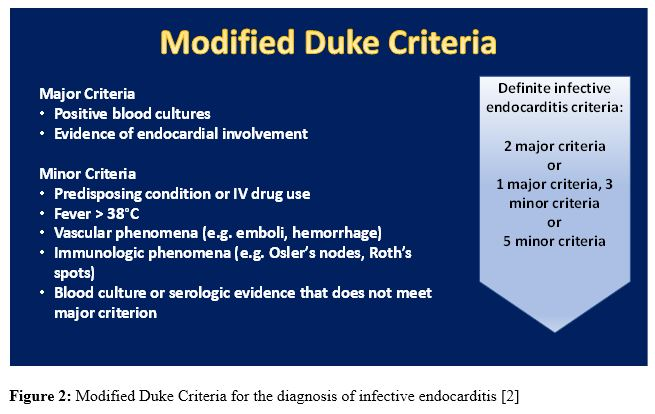 Modified Duke Criteria
Major Criteria
• Positive blood cultures
• Evidence of endocardial involvement
Minor Criteria
• Predisposing condition or IV drug use
• Fever > 38°C
• Vascular phenomena (e.g. emboli, hemorrhage)
• Immunologic phenomena (e.g. Osler's nodes, Roth's
spots)
• Blood culture or serologic evidence that does not meet
major criterion
Definite infective
endocarditis criteria:
2 major criteria
or
1 major criteria, 3
minor criteria
or
5 minor criteria
Figure 2: Modified Duke Criteria for the diagnosis of infective endocarditis [2]